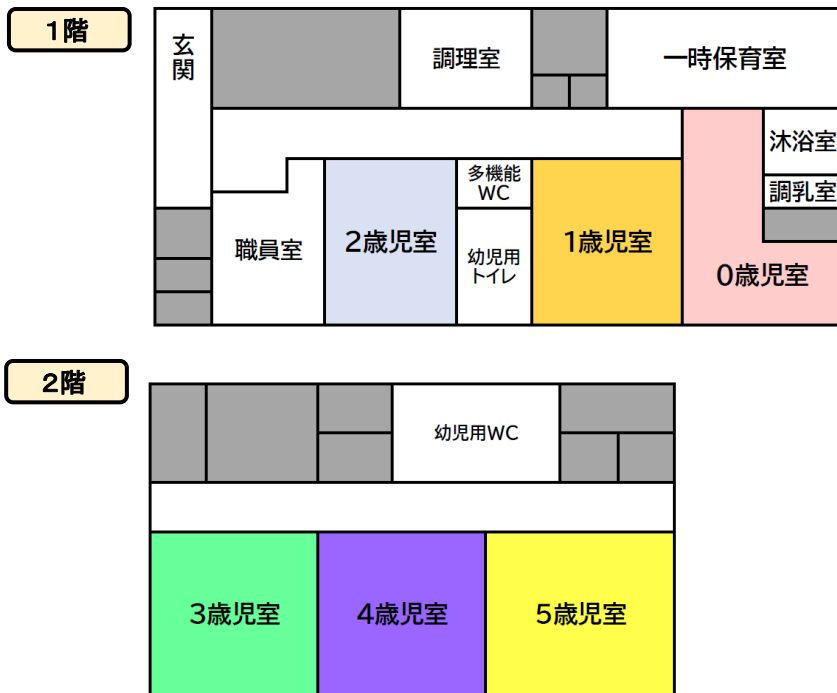 1階
玄
関
調理室
一時保育室
沐浴室
調乳室
多機能
WC
職員室
2歳児室
幼児用
トイレ
1歳児室
0歳児室
2階
幼児用WC
3歳児室
4歳児室
5歳児室